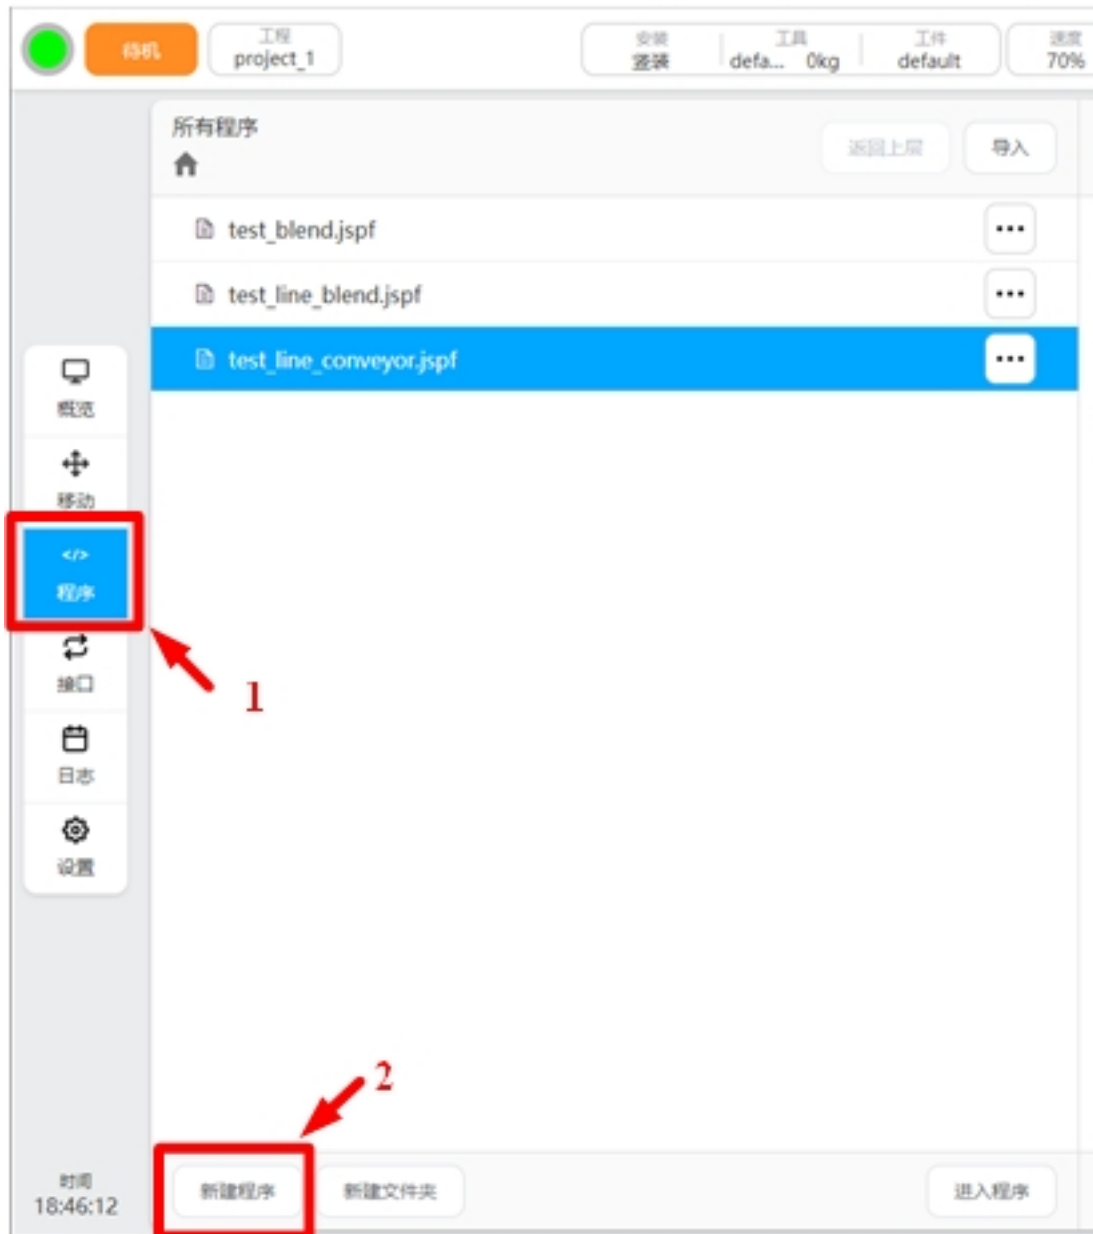 待机
工程
project_1
安装
竖装
工具
defa... 0kg
工件
default
速度
70%
所有程序
返回上层
导入
test_blend.jspf
test_line_blend.jspf
test_line_conveyor.jspf
概览
移动
</>
程序
接口
日志
设置
1
2
时间
18:46:12
新建程序
新建文件夹
进入程序